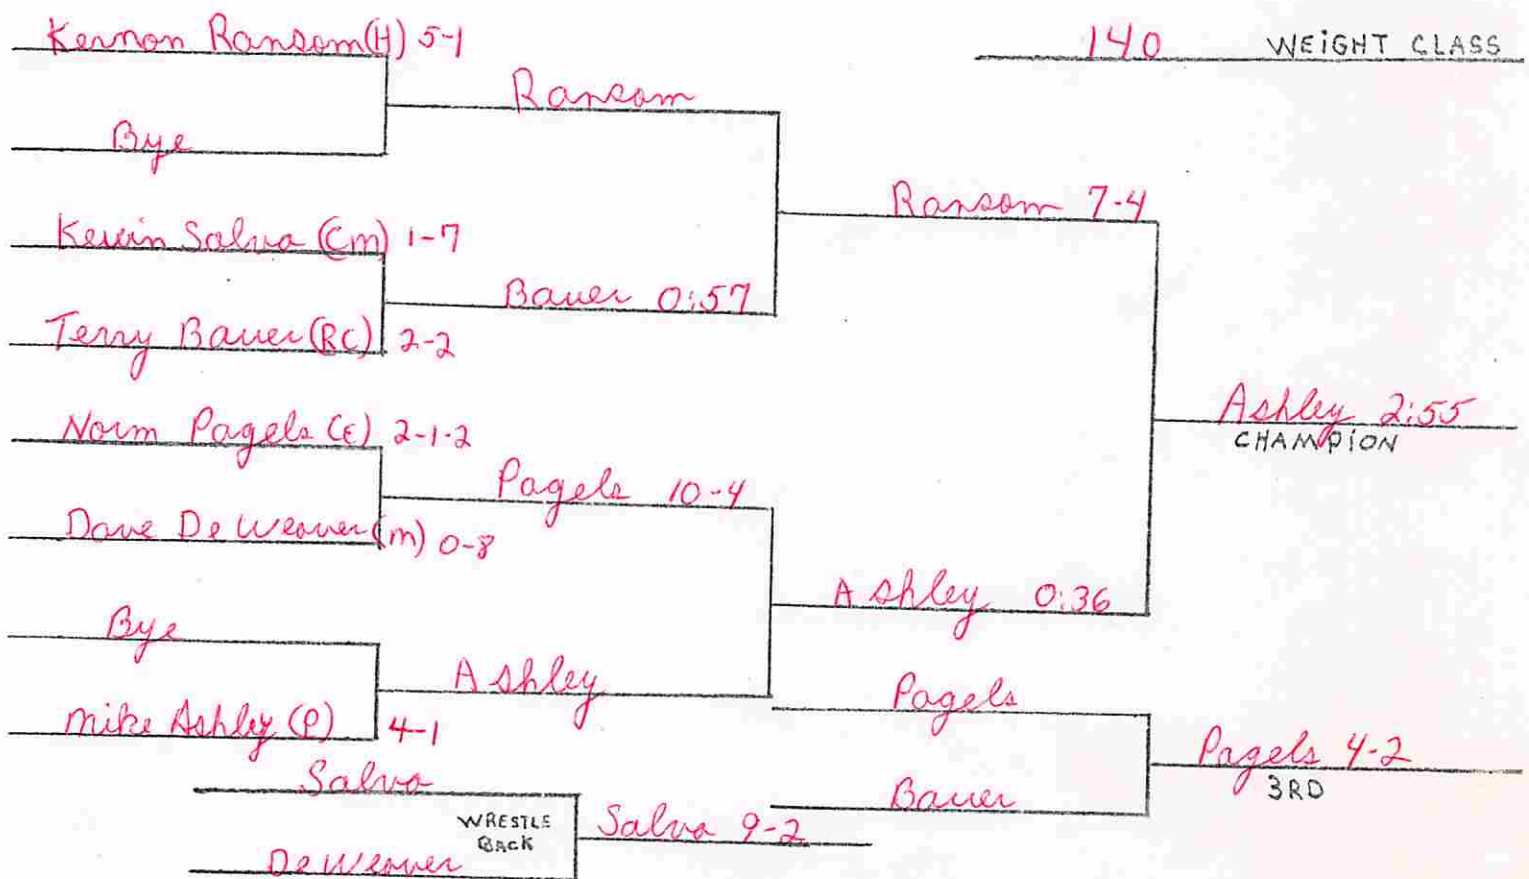 Kernon Ransom (H) 5-1
140 WEIGHT CLASS
Ransom
Bye
Ransom 7-4
Kevin Salva (CM) 1-7
Bauer 0:57
Terry Bauer (RC) 2-2
Ashley 2:55
CHAMPION
Norm Pagels (E) 2-1-2
Pagels 10-4
Dave De Weaver (M) 0-8
Ashley 0:36
Bye
Ashley
Pagels
Mike Ashley (P) 4-1
Pagels 4-2
3RD
Salva
Bauer
WRESTLE
BACK
Salva 9-2
De Weaver